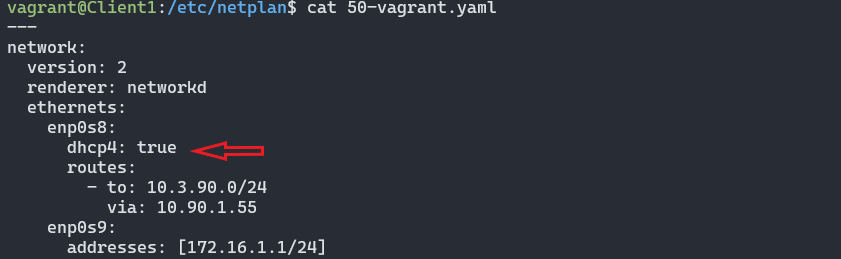 vagrant@Client1:/etc/netplan$ cat 50-vagrant.yaml
---
network:
  version: 2
  renderer: networkd
  ethernets:
    enp0s8:
      dhcp4: true
      routes:
        - to: 10.3.90.0/24
          via: 10.90.1.55
    enp0s9:
      addresses: [172.16.1.1/24]